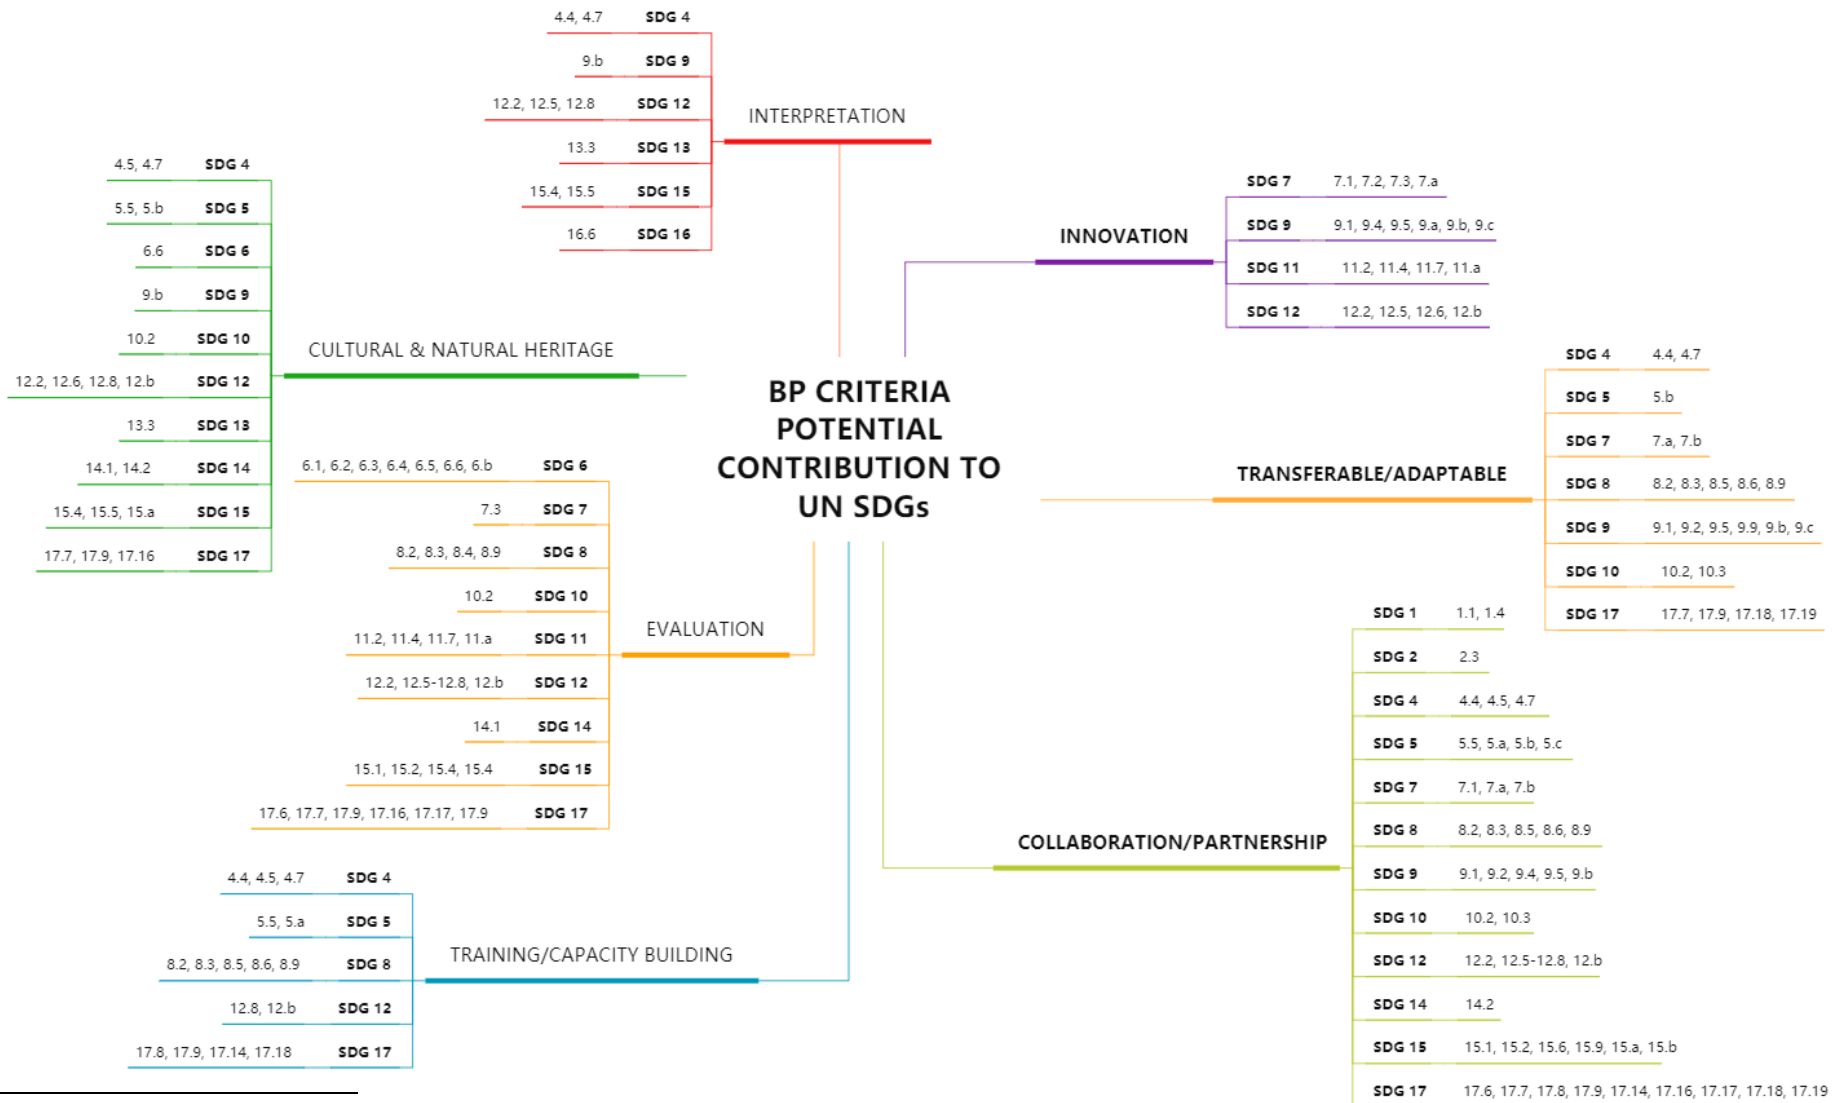 BP CRITERIA
POTENTIAL
CONTRIBUTION TO
UN SDGs
INTERPRETATION
4.4, 4.7 SDG 4
9.b SDG 9
12.2, 12.5, 12.8 SDG 12
13.3 SDG 13
15.4, 15.5 SDG 15
16.6 SDG 16
CULTURAL & NATURAL HERITAGE
4.5, 4.7 SDG 4
5.5, 5.b SDG 5
6.6 SDG 6
9.b SDG 9
10.2 SDG 10
12.2, 12.6, 12.8, 12.b SDG 12
13.3 SDG 13
14.1, 14.2 SDG 14
15.4, 15.5, 15.a SDG 15
17.7, 17.9, 17.16 SDG 17
EVALUATION
6.1, 6.2, 6.3, 6.4, 6.5, 6.6, 6.b SDG 6
7.3 SDG 7
8.2, 8.3, 8.4, 8.9 SDG 8
10.2 SDG 10
11.2, 11.4, 11.7, 11.a SDG 11
12.2, 12.5-12.8, 12.b SDG 12
14.1 SDG 14
15.1, 15.2, 15.4, 15.4 SDG 15
17.6, 17.7, 17.9, 17.16, 17.17, 17.9 SDG 17
TRAINING/CAPACITY BUILDING
4.4, 4.5, 4.7 SDG 4
5.5, 5.a SDG 5
8.2, 8.3, 8.5, 8.6, 8.9 SDG 8
12.8, 12.b SDG 12
17.8, 17.9, 17.14, 17.18 SDG 17
INNOVATION
SDG 7 7.1, 7.2, 7.3, 7.a
SDG 9 9.1, 9.4, 9.5, 9.a, 9.b, 9.c
SDG 11 11.2, 11.4, 11.7, 11.a
SDG 12 12.2, 12.5, 12.6, 12.b
TRANSFERABLE/ADAPTABLE
SDG 4 4.4, 4.7
SDG 5 5.b
SDG 7 7.a, 7.b
SDG 8 8.2, 8.3, 8.5, 8.6, 8.9
SDG 9 9.1, 9.2, 9.5, 9.9, 9.b, 9.c
SDG 10 10.2, 10.3
SDG 17 17.7, 17.9, 17.18, 17.19
COLLABORATION/PARTNERSHIP
SDG 1 1.1, 1.4
SDG 2 2.3
SDG 4 4.4, 4.5, 4.7
SDG 5 5.5, 5.a, 5.b, 5.c
SDG 7 7.1, 7.a, 7.b
SDG 8 8.2, 8.3, 8.5, 8.6, 8.9
SDG 9 9.1, 9.2, 9.4, 9.5, 9.b
SDG 10 10.2, 10.3
SDG 12 12.2, 12.5-12.8, 12.b
SDG 14 14.2
SDG 15 15.1, 15.2, 15.6, 15.9, 15.a, 15.b
SDG 17 17.6, 17.7, 17.8, 17.9, 17.14, 17.16, 17.17, 17.18, 17.19